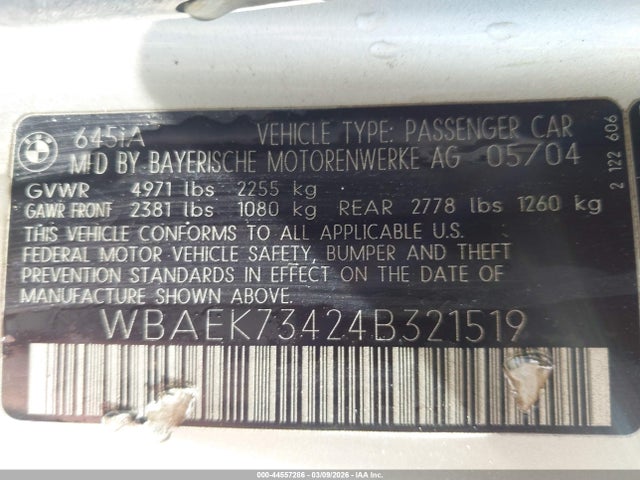 BMW
645iA VEHICLE TYPE: PASSENGER CAR
MFD BY BAYERISCHE MOTORENWERKE AG 05/04
GVWR 4971 lbs 2255 kg
GAWR FRONT 2381 lbs 1080 kg REAR 2778 lbs 1260 kg
THIS VEHICLE CONFORMS TO ALL APPLICABLE U.S.
FEDERAL MOTOR VEHICLE SAFETY, BUMPER AND THEFT
PREVENTION STANDARDS IN EFFECT ON THE DATE OF
MANUFACTURE SHOWN ABOVE.
WBAEK73424B321519
2 122 606
000-44557266 - 03/09/2026 - IAA Inc.